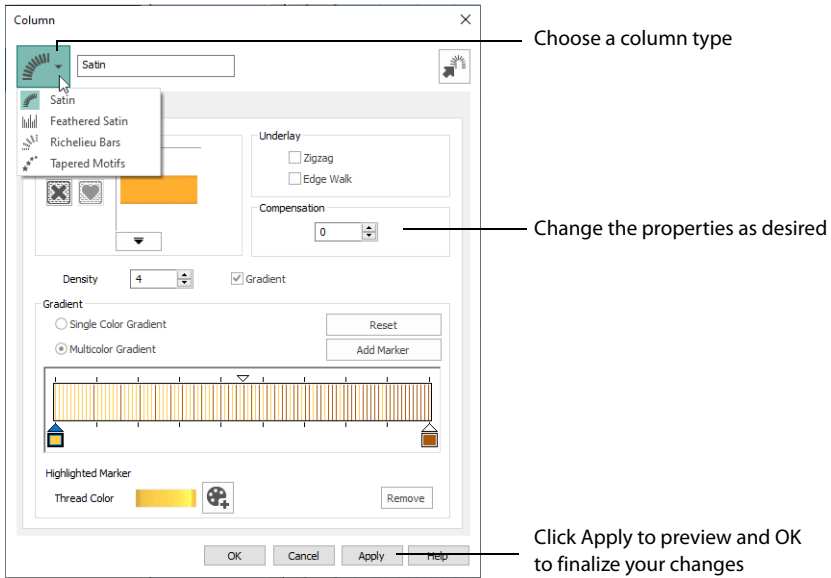 Column
Choose a column type
Satin
Satin
Feathered Satin
Richelieu Bars
Tapered Motifs
Underlay
Zigzag
Edge Walk
Compensation
0
Change the properties as desired
Density
4
Gradient
Gradient
Single Color Gradient
Reset
Multicolor Gradient
Add Marker
Highlighted Marker
Thread Color
Remove
Click Apply to preview and OK
to finalize your changes
OK
Cancel
Apply
Help